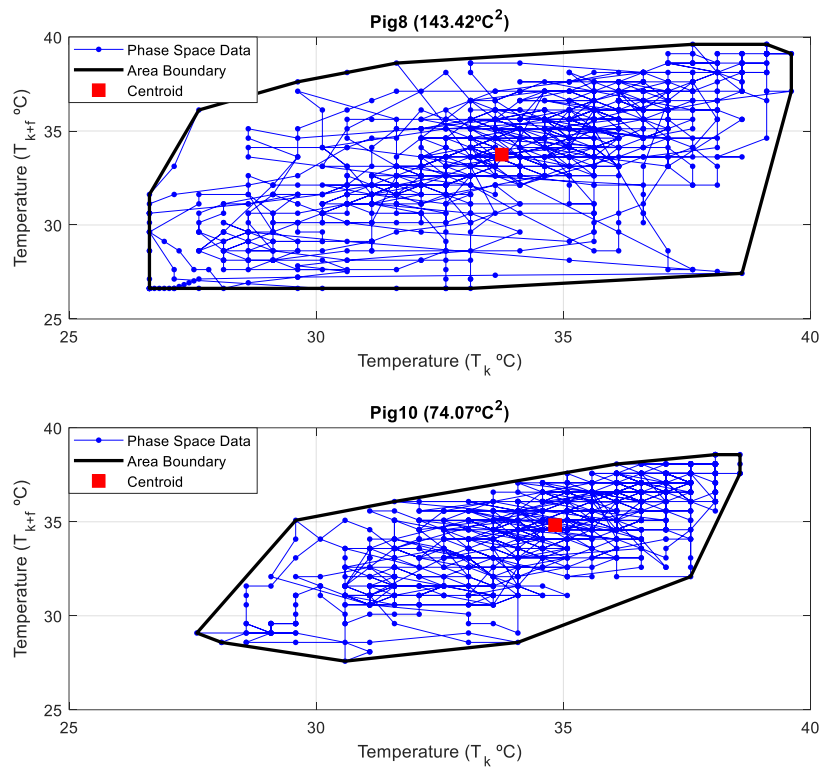 Pig8 (143.42ºC²)
Temperature (Tₖ₊f ºC)
40
35
30
25
Phase Space Data
Area Boundary
Centroid
25 30 35 40
Temperature (Tₖ ºC)
Pig10 (74.07ºC²)
Temperature (Tₖ₊f ºC)
40
35
30
25
Phase Space Data
Area Boundary
Centroid
25 30 35 40
Temperature (Tₖ ºC)